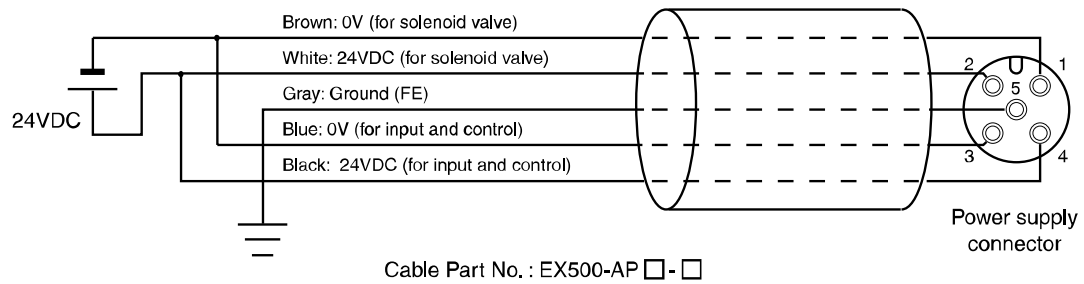 Brown: 0V (for solenoid valve)
White: 24VDC (for solenoid valve)
Gray: Ground (FE)
Blue: 0V (for input and control)
Black: 24VDC (for input and control)
24VDC
2
1
5
3
4
Power supply
connector
Cable Part No. : EX500-AP □ - □